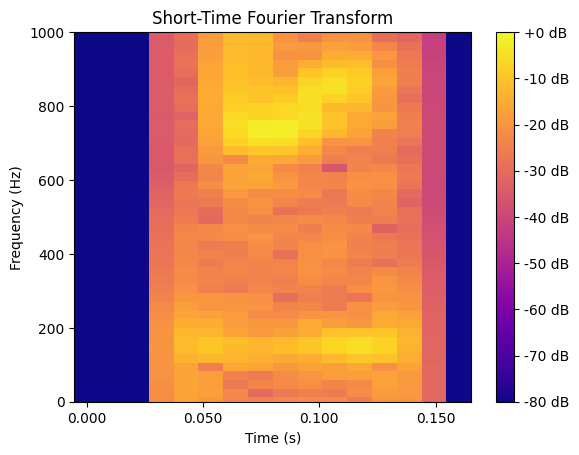 Short-Time Fourier Transform
1000
800
600
400
200
0
Frequency (Hz)
0.000
0.050
0.100
0.150
Time (s)
+0 dB
-10 dB
-20 dB
-30 dB
-40 dB
-50 dB
-60 dB
-70 dB
-80 dB